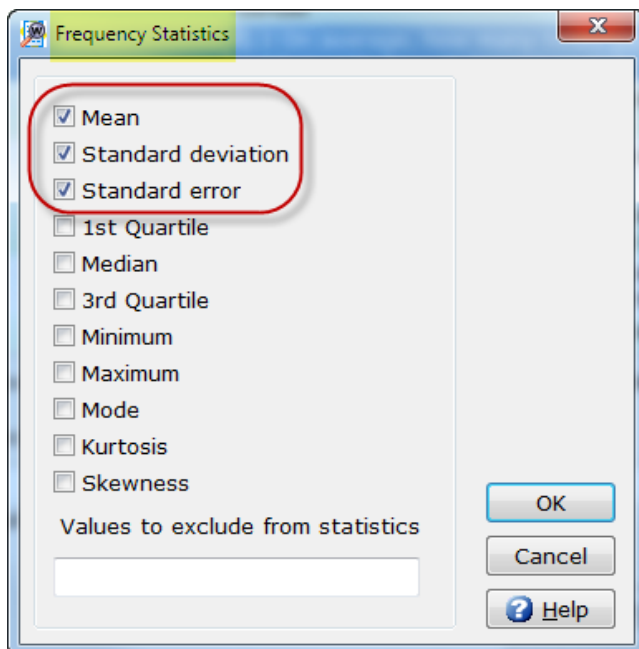 Frequency Statistics
Mean
Standard deviation
Standard error
1st Quartile
Median
3rd Quartile
Minimum
Maximum
Mode
Kurtosis
Skewness
Values to exclude from statistics
OK
Cancel
Help